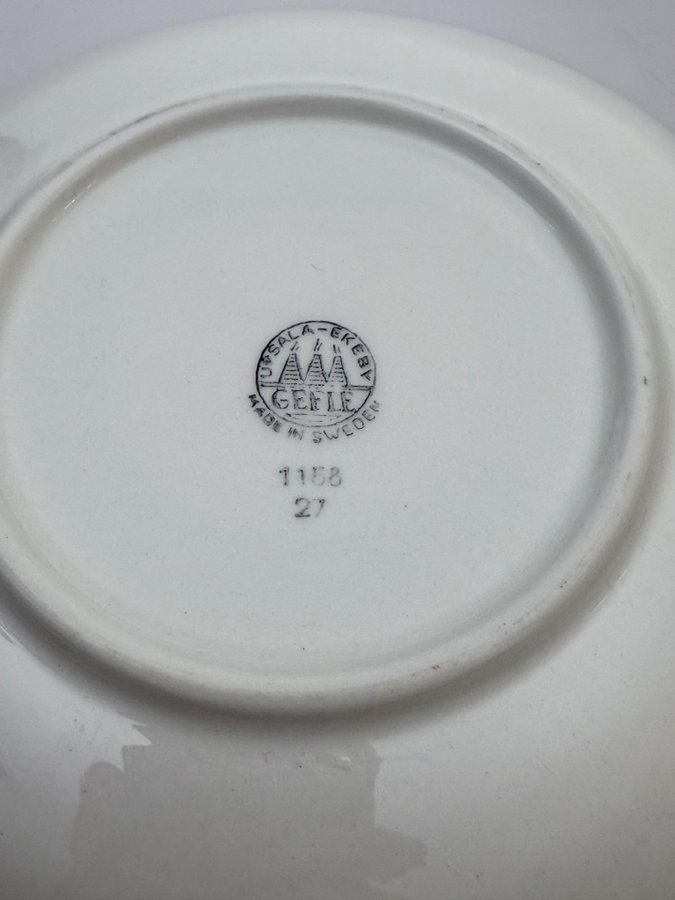 UPSALA-EKEBY
GEFLE
MADE IN SWEDEN
1158
27